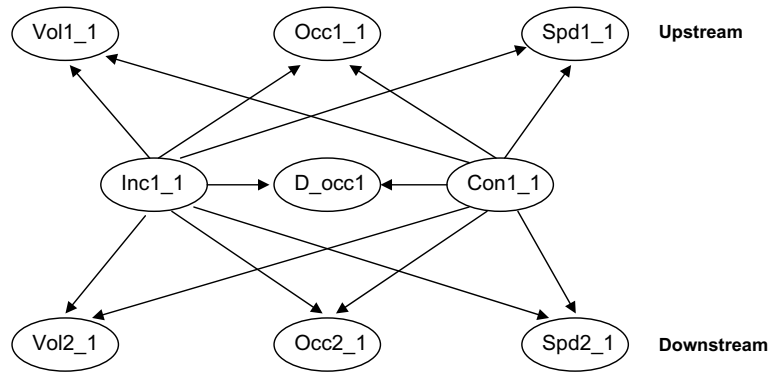 Vol1_1 Occ1_1 Spd1_1 Upstream
Inc1_1 D_occ1 Con1_1
Vol2_1 Occ2_1 Spd2_1 Downstream